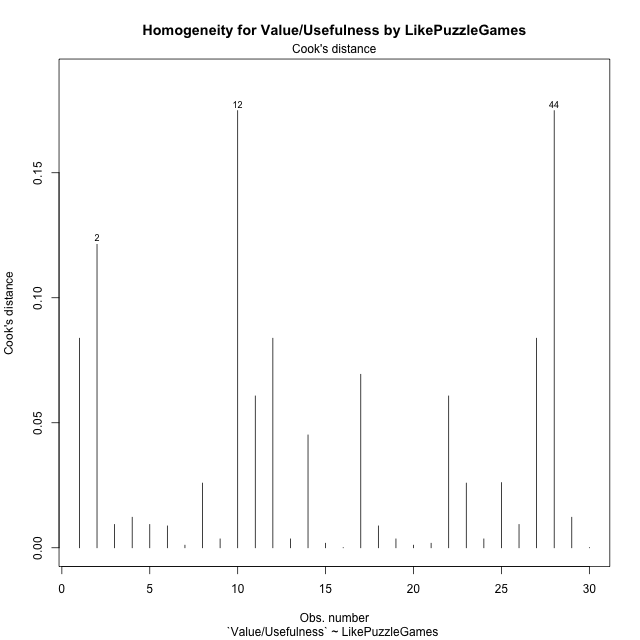 Homogeneity for Value/Usefulness by LikePuzzleGames
Cook's distance
12
44
2
Cook's distance
0.15
0.10
0.05
0.00
0 5 10 15 20 25 30
Obs. number
`Value/Usefulness` ~ LikePuzzleGames